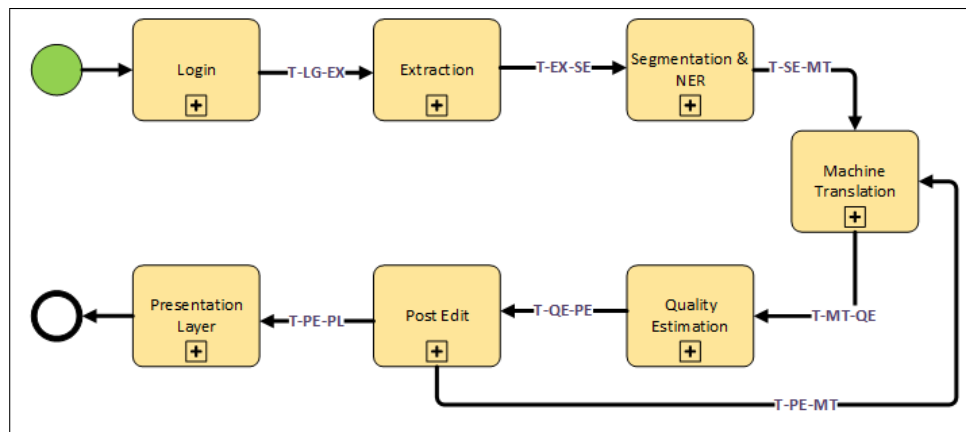 Login
T-LG-EX
Extraction
T-EX-SE
Segmentation &
NER
T-SE-MT
Machine
Translation
T-MT-QE
Quality
Estimation
T-QE-PE
Post Edit
T-PE-PL
Presentation
Layer
T-PE-MT